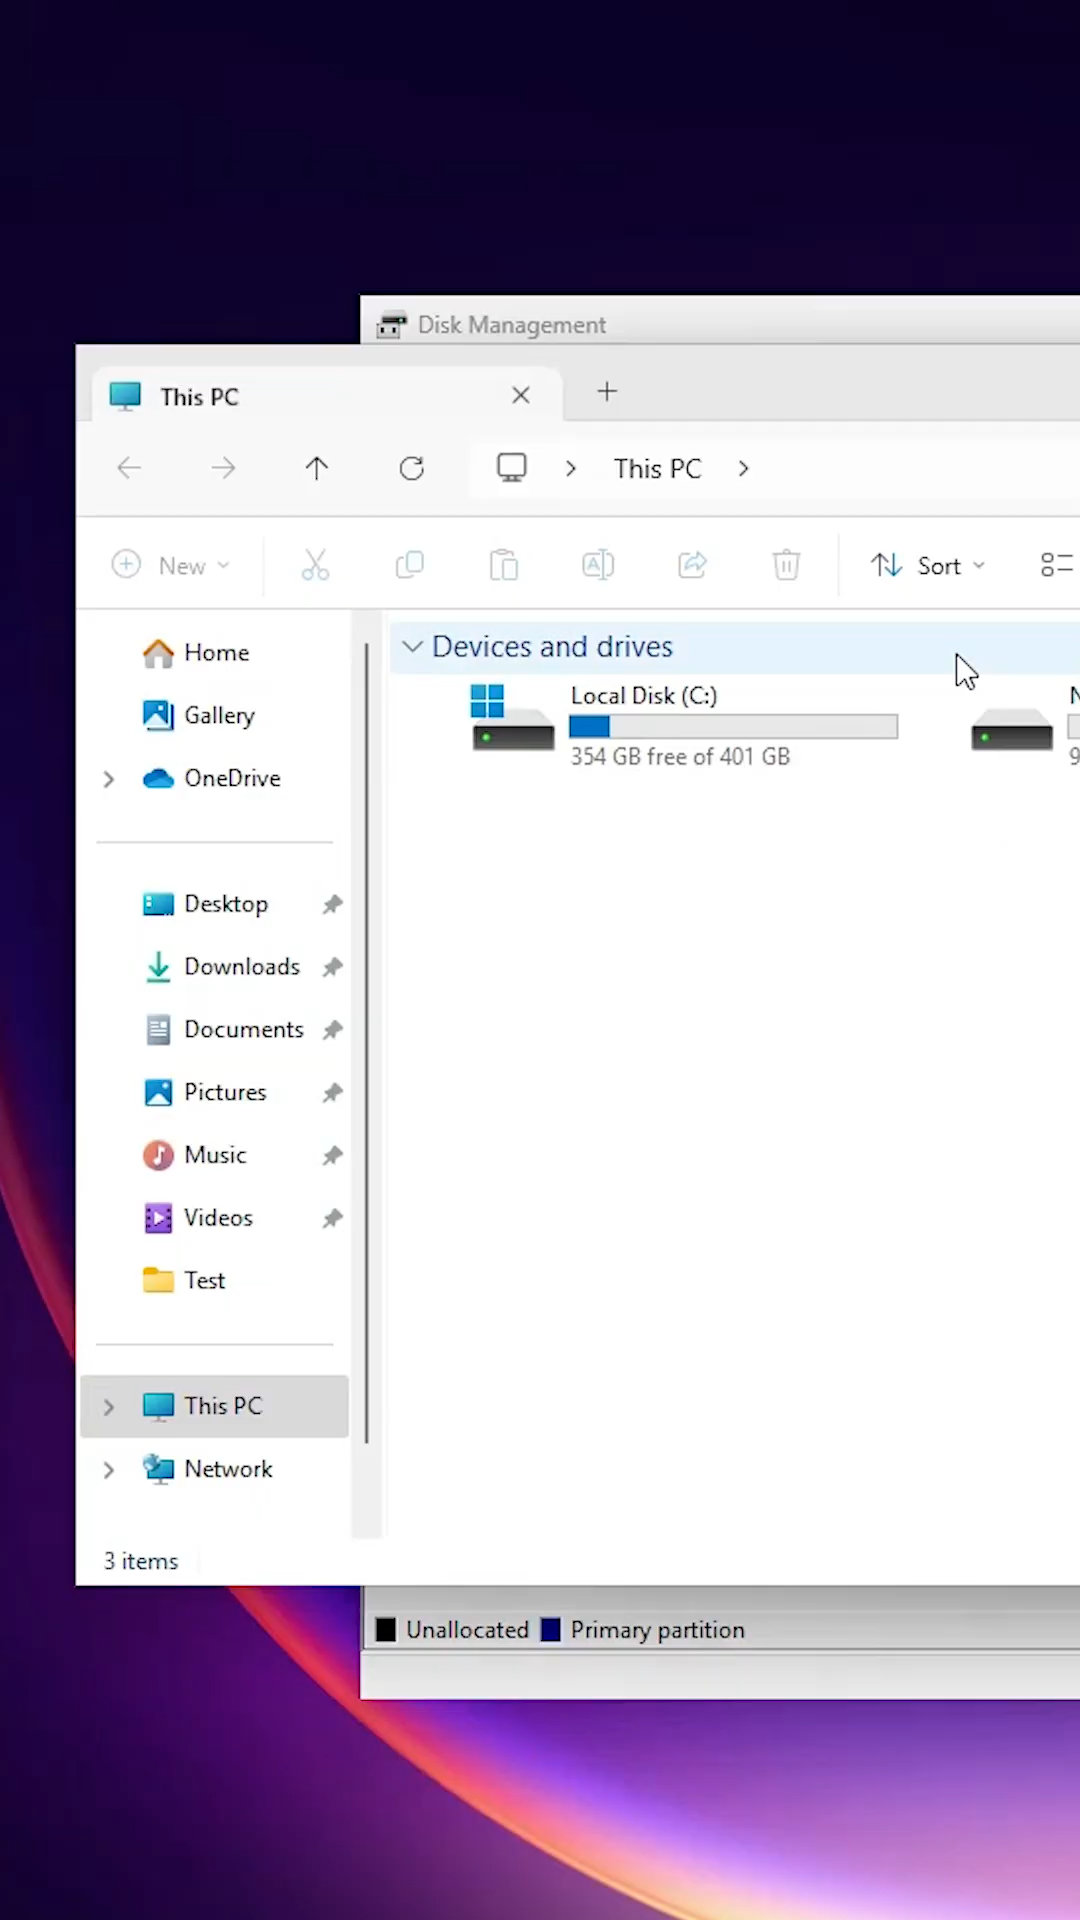 Disk Management
This PC
This PC
New
Sort
Home
Gallery
OneDrive
Desktop
Downloads
Documents
Pictures
Music
Videos
Test
This PC
Network
Devices and drives
Local Disk (C:)
354 GB free of 401 GB
N
9
3 items
Unallocated
Primary partition